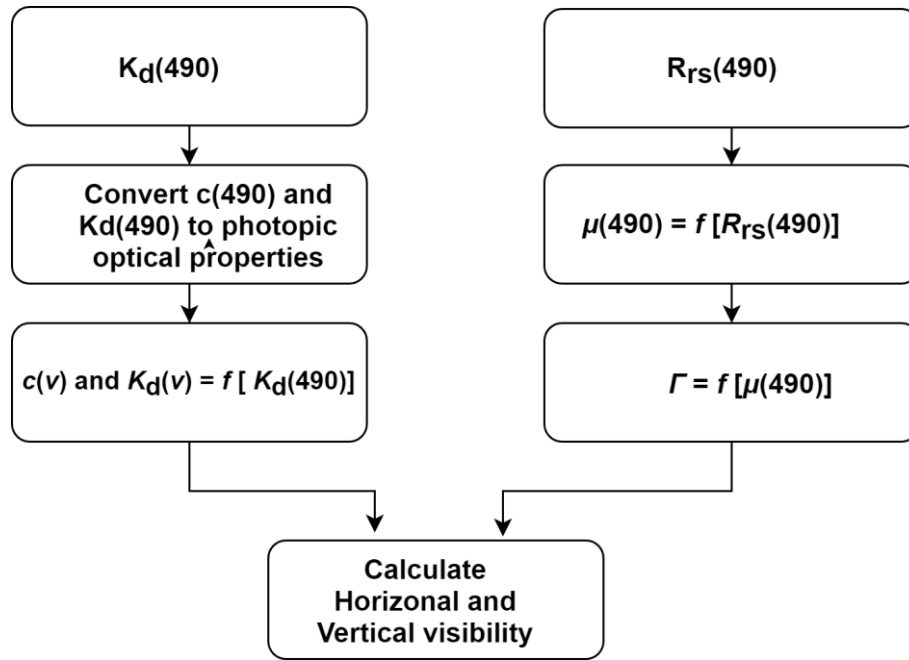 Kd(490)
Convert c(490) and
Kd(490) to photopic
optical properties
c(v) and Kd(v) = f [ Kd(490)]
Rrs(490)
μ(490) = f [Rrs(490)]
Γ = f [μ(490)]
Calculate
Horizonal and
Vertical visibility